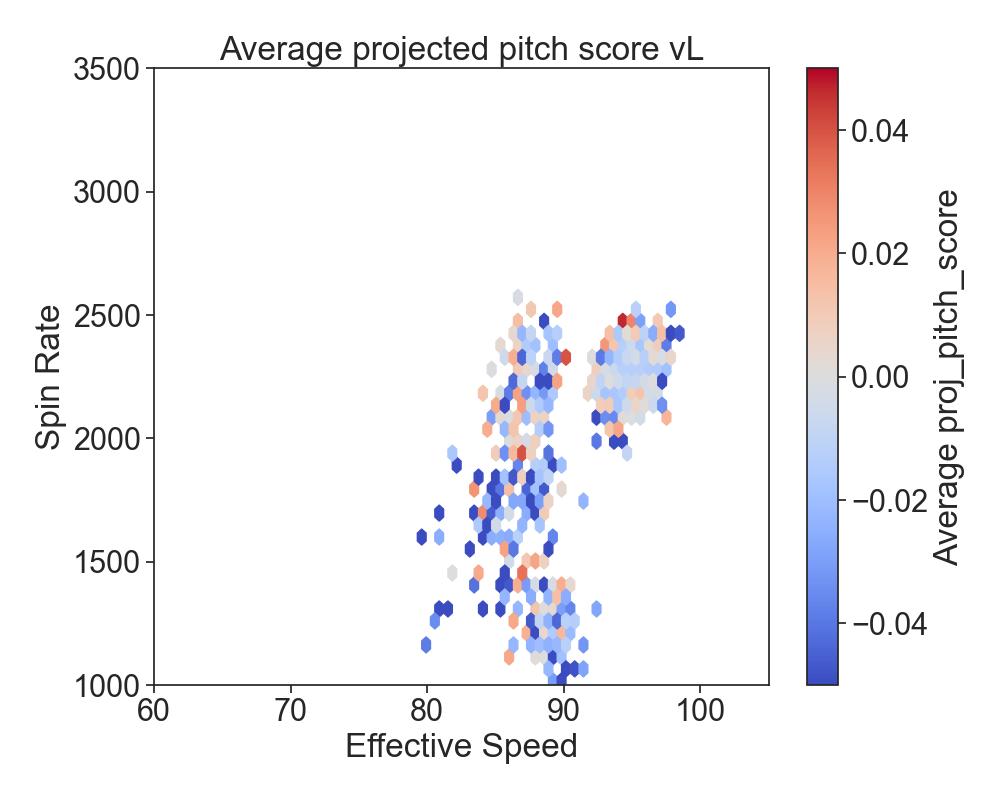 Average projected pitch score vL
3500
3000
2500
2000
1500
1000
Spin Rate
60 70 80 90 100
Effective Speed
0.04
0.02
0.00
−0.02
−0.04
Average proj_pitch_score